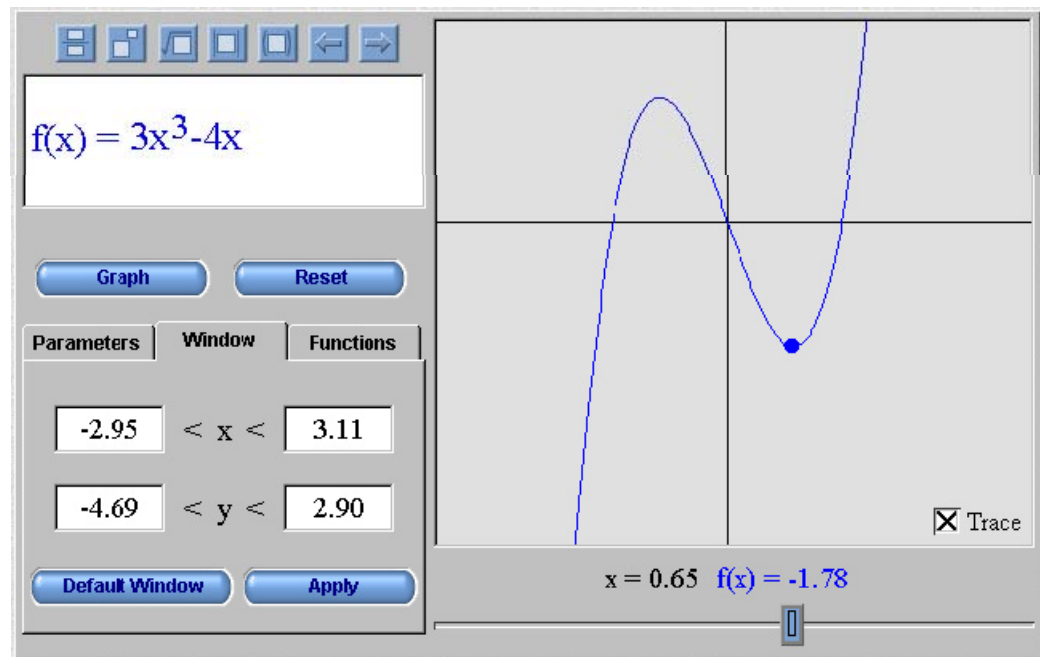 f(x) = 3x³-4x
Graph Reset
Parameters Window Functions
-2.95 < x < 3.11
-4.69 < y < 2.90
Default Window Apply
Trace
x = 0.65 f(x) = -1.78